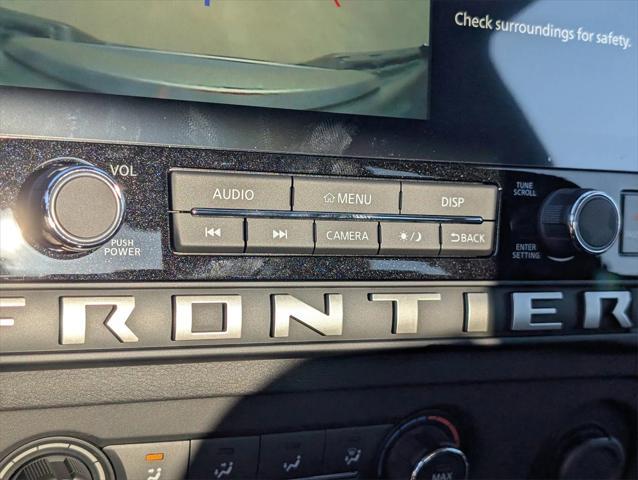 Check surroundings for safety.
VOL
AUDIO
MENU
DISP
TUNE
SCROLL
CAMERA
BACK
PUSH
POWER
ENTER
SETTING
FRONTIER
MAX